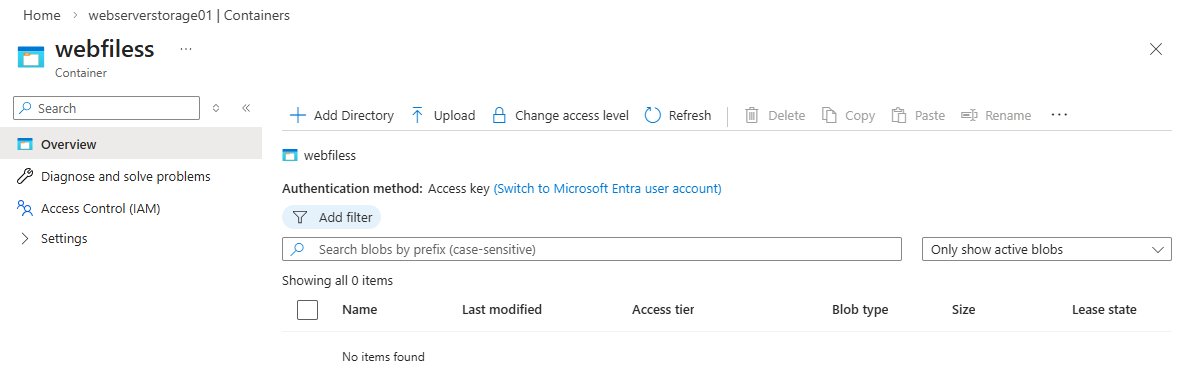 Home > webserverstorage01 | Containers
webfiless ...
Container
Search
Overview
Diagnose and solve problems
Access Control (IAM)
Settings
Add Directory Upload Change access level Refresh Delete Copy Paste Rename ...
webfiless
Authentication method: Access key (Switch to Microsoft Entra user account)
Add filter
Search blobs by prefix (case-sensitive) Only show active blobs
Showing all 0 items
Name Last modified Access tier Blob type Size Lease state
No items found